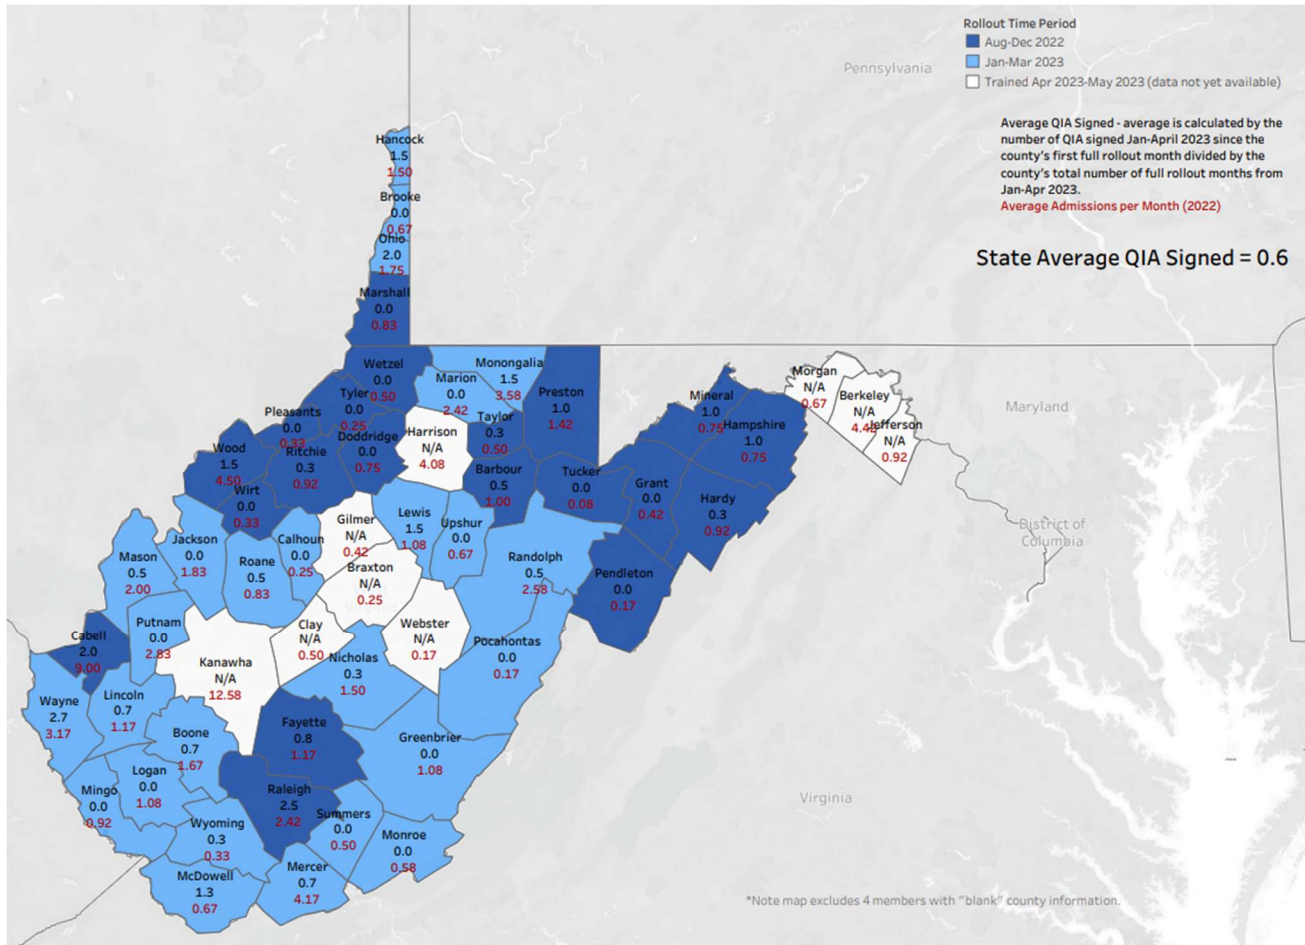 Rollout Time Period
Aug-Dec 2022
Jan-Mar 2023
Trained Apr 2023-May 2023 (data not yet available)
Pennsylvania
Average QIA Signed - average is calculated by the
number of QIA signed Jan-April 2023 since the
county's first full rollout month divided by the
county's total number of full rollout months from
Jan-Apr 2023.
Average Admissions per Month (2022)
State Average QIA Signed = 0.6
Hancock
1.5
1.50
Brooke
0.0
0.67
Ohio
2.0
1.75
Marshall
0.0
0.83
Wetzel
0.0
0.50
Marion
0.0
2.42
Monongalia
1.5
3.58
Preston
1.0
1.42
Tyler
0.0
0.25
Pleasants
0.0
0.33
Doddridge
0.0
0.75
Harrison
N/A
4.08
Taylor
0.3
0.50
Mineral
1.0
0.75
Hampshire
1.0
0.75
Morgan
N/A
0.67
Berkeley
N/A
4.42
Jefferson
N/A
0.92
Maryland
Wood
1.5
4.50
Ritchie
0.3
0.92
Wirt
0.0
0.33
Barbour
0.5
1.00
Tucker
0.0
0.08
Grant
0.0
0.42
Hardy
0.3
0.92
District of
Columbia
Mason
0.5
2.00
Jackson
0.0
1.83
Roane
0.5
0.83
Calhoun
0.0
0.25
Gilmer
N/A
0.42
Braxton
N/A
0.25
Lewis
1.5
1.08
Upshur
0.0
0.67
Randolph
0.5
2.58
Pendleton
0.0
0.17
Cabell
2.0
9.00
Putnam
0.0
2.83
Kanawha
N/A
12.58
Clay
N/A
0.50
Nicholas
0.3
1.50
Webster
N/A
0.17
Pocahontas
0.0
0.17
Wayne
2.7
3.17
Lincoln
0.7
1.17
Boone
0.7
1.67
Fayette
0.8
1.17
Greenbrier
0.0
1.08
Mingo
0.0
0.92
Logan
0.0
1.08
Wyoming
0.3
0.33
Raleigh
2.5
2.42
Summers
0.0
0.50
Monroe
0.0
0.58
McDowell
1.3
0.67
Mercer
0.7
4.17
Virginia
*Note map excludes 4 members with "blank" county information.